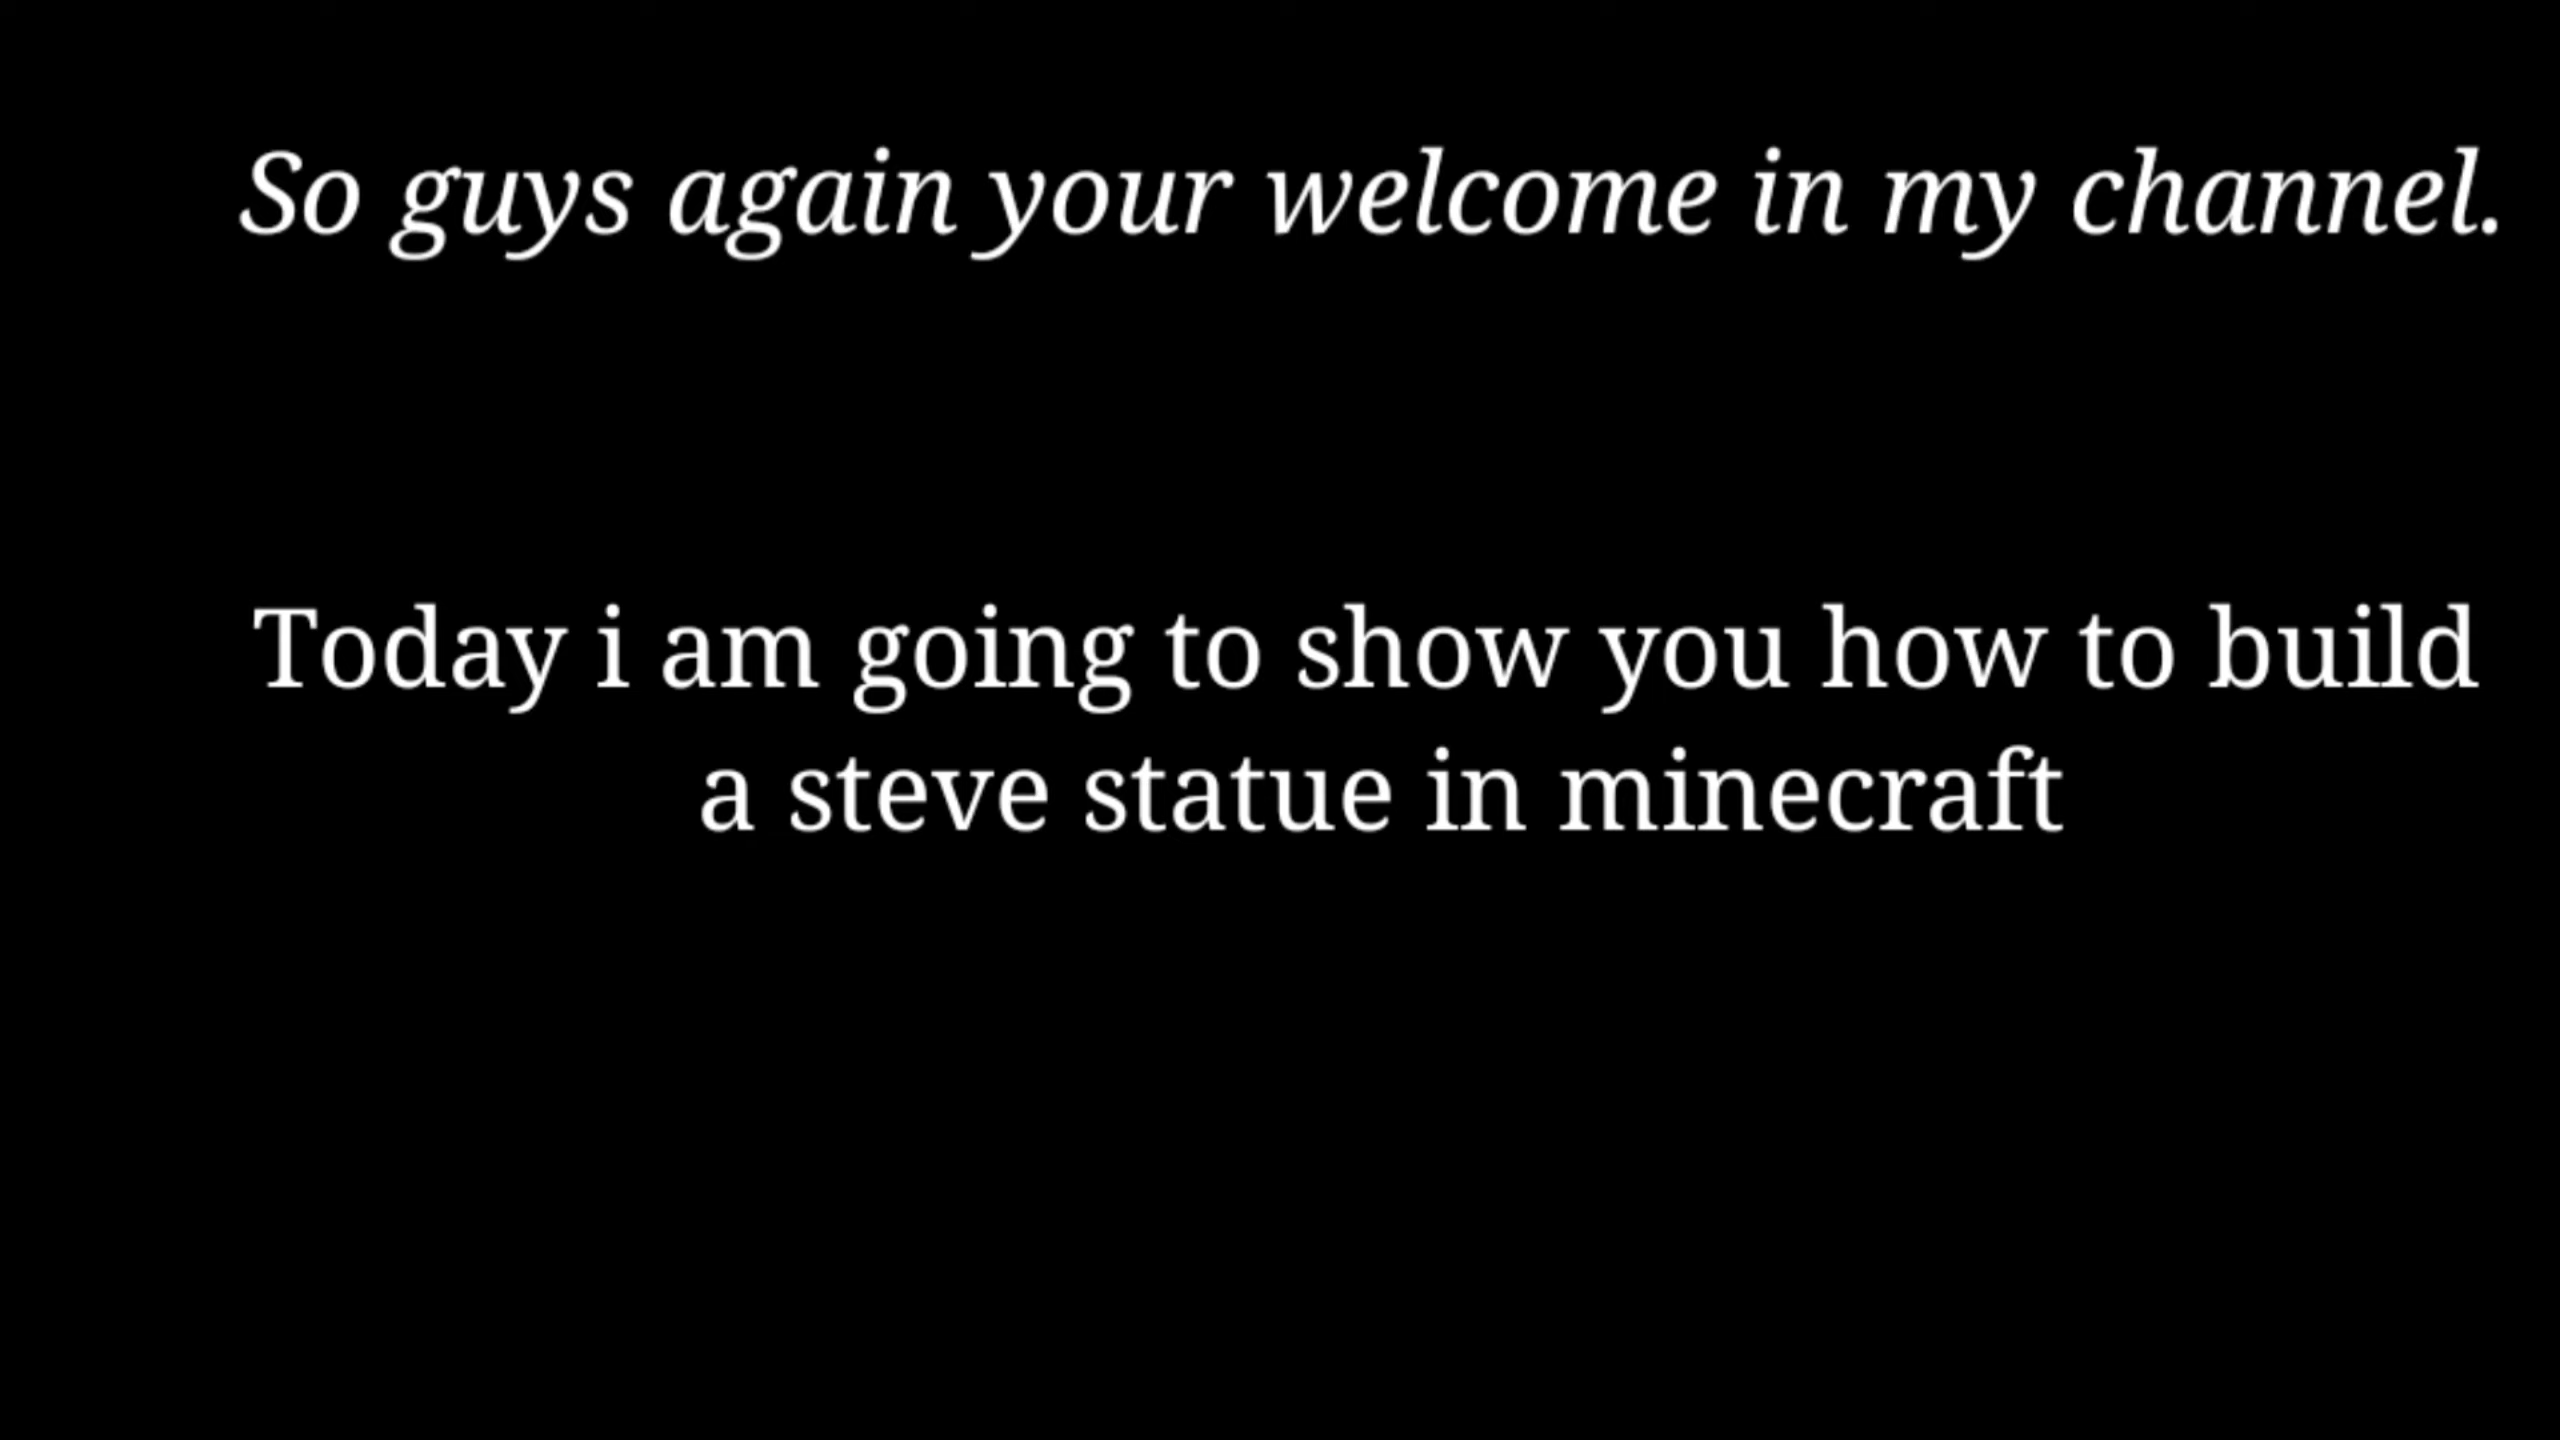 So guys again your welcome in my channel.
Today i am going to show you how to build
a steve statue in minecraft